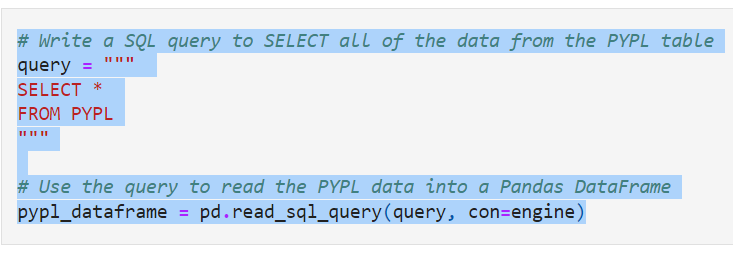 # Write a SQL query to SELECT all of the data from the PYPL table
query = """
SELECT *
FROM PYPL
"""
# Use the query to read the PYPL data into a Pandas DataFrame
pypl_dataframe = pd.read_sql_query(query, con=engine)